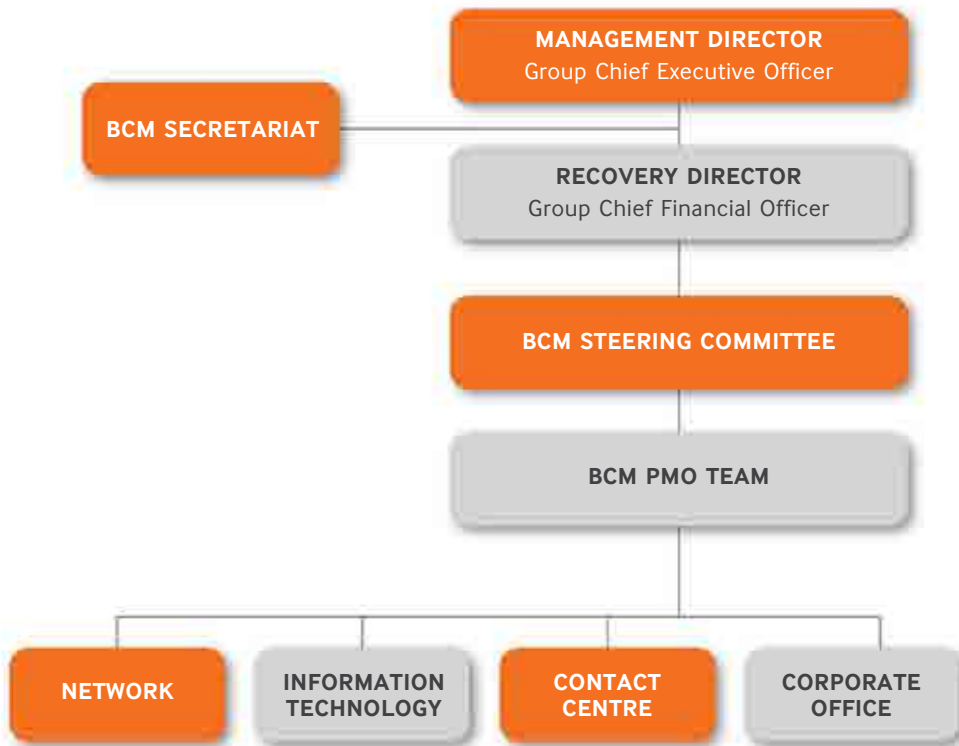 MANAGEMENT DIRECTOR
Group Chief Executive Officer
BCM SECRETARIAT
RECOVERY DIRECTOR
Group Chief Financial Officer
BCM STEERING COMMITTEE
BCM PMO TEAM
NETWORK
INFORMATION
TECHNOLOGY
CONTACT
CENTRE
CORPORATE
OFFICE